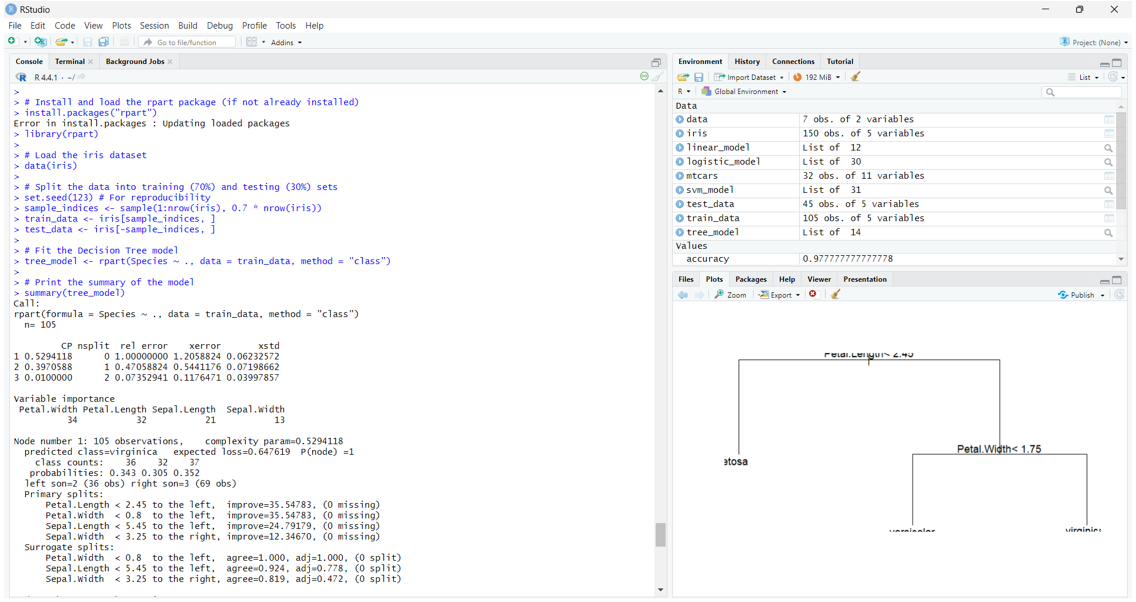 RStudio
File Edit Code View Plots Session Build Debug Profile Tools Help
Go to file/function Addins Project: (None)
Console Terminal Background Jobs
R 4.4.1 · ~/
>
> # Install and load the rpart package (if not already installed)
> install.packages("rpart")
Error in install.packages : Updating loaded packages
> library(rpart)
>
> # Load the iris dataset
> data(iris)
>
> # Split the data into training (70%) and testing (30%) sets
> set.seed(123) # For reproducibility
> sample_indices <- sample(1:nrow(iris), 0.7 * nrow(iris))
> train_data <- iris[sample_indices, ]
> test_data <- iris[-sample_indices, ]
>
> # Fit the Decision Tree model
> tree_model <- rpart(Species ~ ., data = train_data, method = "class")
>
> # Print the summary of the model
> summary(tree_model)
Call:
rpart(formula = Species ~ ., data = train_data, method = "class")
n= 105
CP nsplit rel error xerror xstd
1 0.5294118 0 1.00000000 1.2058824 0.06232572
2 0.3970588 1 0.47058824 0.5441176 0.07198662
3 0.0100000 2 0.07352941 0.1176471 0.03997857
Variable importance
Petal.Width Petal.Length Sepal.Length Sepal.Width
34 32 21 13
Node number 1: 105 observations, complexity param=0.5294118
predicted class=virginica expected loss=0.647619 P(node) =1
class counts: 36 32 37
probabilities: 0.343 0.305 0.352
left son=2 (36 obs) right son=3 (69 obs)
Primary splits:
Petal.Length < 2.45 to the left, improve=35.54783, (0 missing)
Petal.Width < 0.8 to the left, improve=35.54783, (0 missing)
Sepal.Length < 5.45 to the left, improve=24.79179, (0 missing)
Sepal.Width < 3.25 to the right, improve=12.34670, (0 missing)
Surrogate splits:
Petal.Width < 0.8 to the left, agree=1.000, adj=1.000, (0 split)
Sepal.Length < 5.45 to the left, agree=0.924, adj=0.778, (0 split)
Sepal.Width < 3.25 to the right, agree=0.819, adj=0.472, (0 split)
Environment History Connections Tutorial
Import Dataset 192 MiB List
R Global Environment
Data
data 7 obs. of 2 variables
iris 150 obs. of 5 variables
linear_model List of 12
logistic_model List of 30
mtcars 32 obs. of 11 variables
svm_model List of 31
test_data 45 obs. of 5 variables
train_data 105 obs. of 5 variables
tree_model List of 14
Values
accuracy 0.977777777777778
Files Plots Packages Help Viewer Presentation
Zoom Export Publish
Petal.Length< 2.45
Petal.Width< 1.75
etosa
versicolor virginica